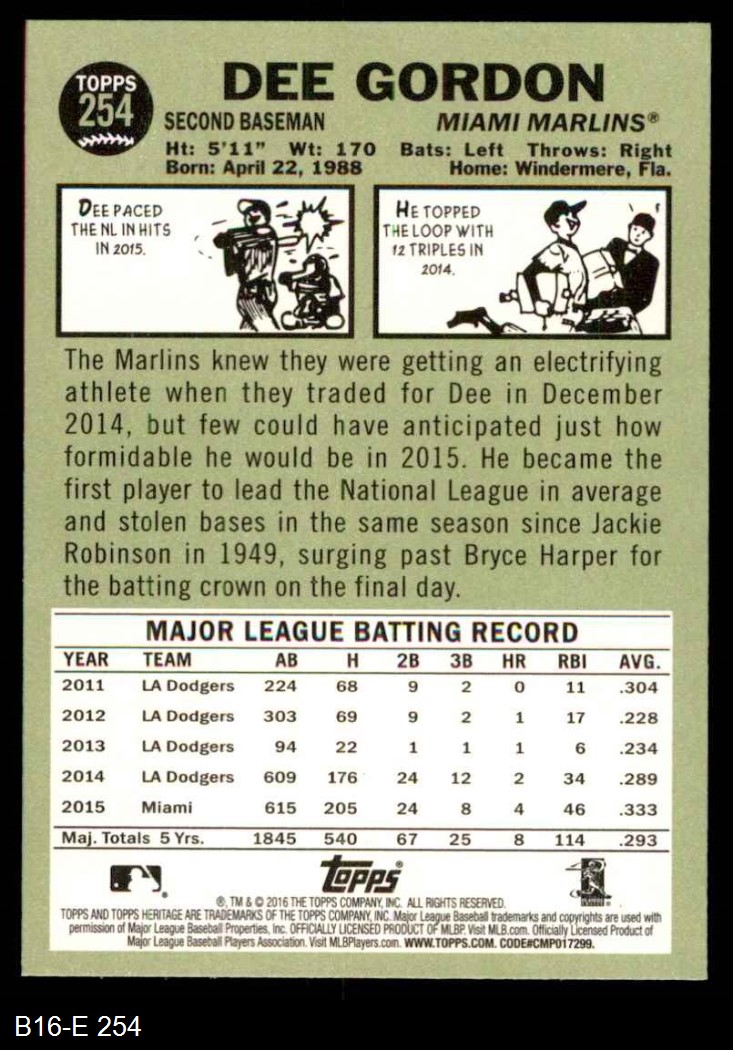 TOPPS
254
DEE GORDON
SECOND BASEMAN MIAMI MARLINS®
Ht: 5'11" Wt: 170 Bats: Left Throws: Right
Born: April 22, 1988 Home: Windermere, Fla.
DEE PACED
THE NL IN HITS
IN 2015.
HE TOPPED
THE LOOP WITH
12 TRIPLES IN
2014.
The Marlins knew they were getting an electrifying
athlete when they traded for Dee in December
2014, but few could have anticipated just how
formidable he would be in 2015. He became the
first player to lead the National League in average
and stolen bases in the same season since Jackie
Robinson in 1949, surging past Bryce Harper for
the batting crown on the final day.
MAJOR LEAGUE BATTING RECORD
YEAR TEAM AB H 2B 3B HR RBI AVG.
2011 LA Dodgers 224 68 9 2 0 11 .304
2012 LA Dodgers 303 69 9 2 1 17 .228
2013 LA Dodgers 94 22 1 1 1 6 .234
2014 LA Dodgers 609 176 24 12 2 34 .289
2015 Miami 615 205 24 8 4 46 .333
Maj. Totals 5 Yrs. 1845 540 67 25 8 114 .293
topps®
®, TM & © 2016 THE TOPPS COMPANY, INC. ALL RIGHTS RESERVED.
TOPPS AND TOPPS HERITAGE ARE TRADEMARKS OF THE TOPPS COMPANY, INC. Major League Baseball trademarks and copyrights are used with
permission of Major League Baseball Properties, Inc. OFFICIALLY LICENSED PRODUCT OF MLBP. Visit MLB.com. Officially Licensed Product of
Major League Baseball Players Association. Visit MLBPlayers.com. WWW.TOPPS.COM. CODE#CMP017299.
B16-E 254